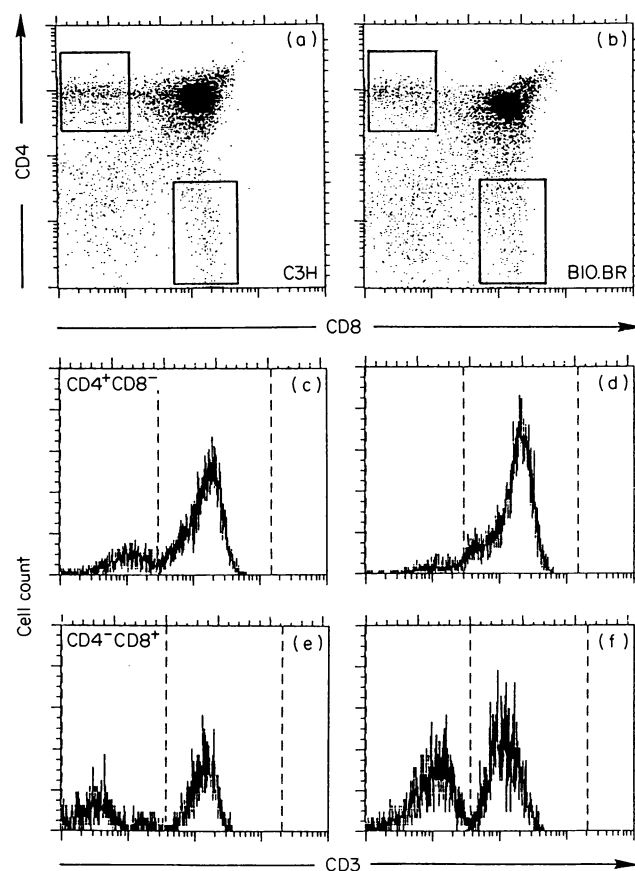 (a)
(b)
CD4
C3H
B10.BR
CD8
CD4⁺CD8⁻
(c)
(d)
Cell count
CD4⁻CD8⁺
(e)
(f)
CD3